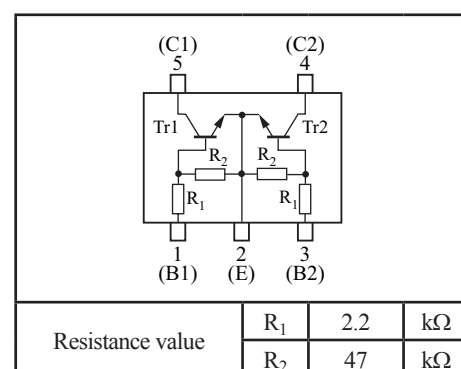 (C1) (C2)
5 4
Tr1 Tr2
R2 R2
R1 R1
1 2 3
(B1) (E) (B2)
Resistance value R1 2.2 kΩ
R2 47 kΩ